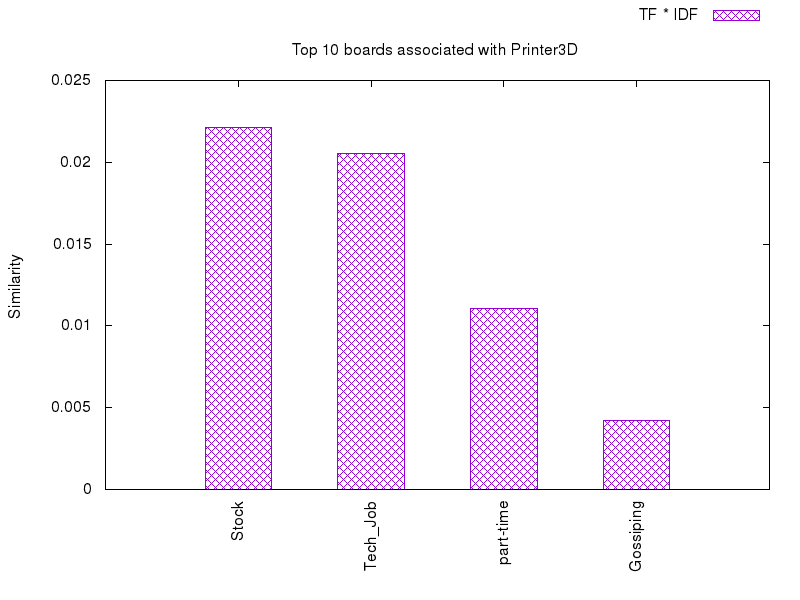 TF * IDF
Top 10 boards associated with Printer3D
Similarity
0.025
0.02
0.015
0.01
0.005
0
Stock
Tech_Job
part-time
Gossiping